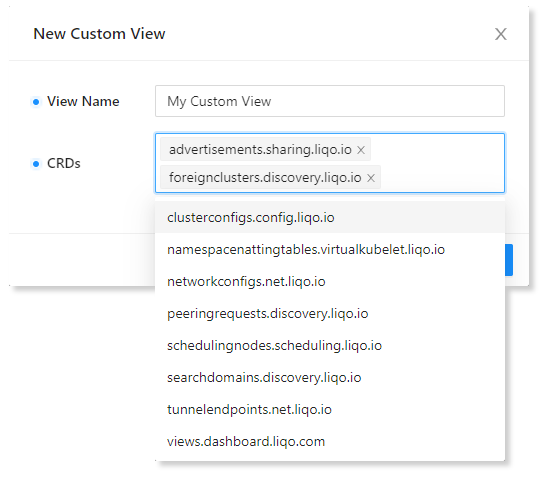 New Custom View
View Name
My Custom View
CRDs
advertisements.sharing.liqo.io
foreignclusters.discovery.liqo.io
clusterconfigs.config.liqo.io
namespacenattingtables.virtualkubelet.liqo.io
networkconfigs.net.liqo.io
peeringrequests.discovery.liqo.io
schedulingnodes.scheduling.liqo.io
searchdomains.discovery.liqo.io
tunnelendpoints.net.liqo.io
views.dashboard.liqo.com